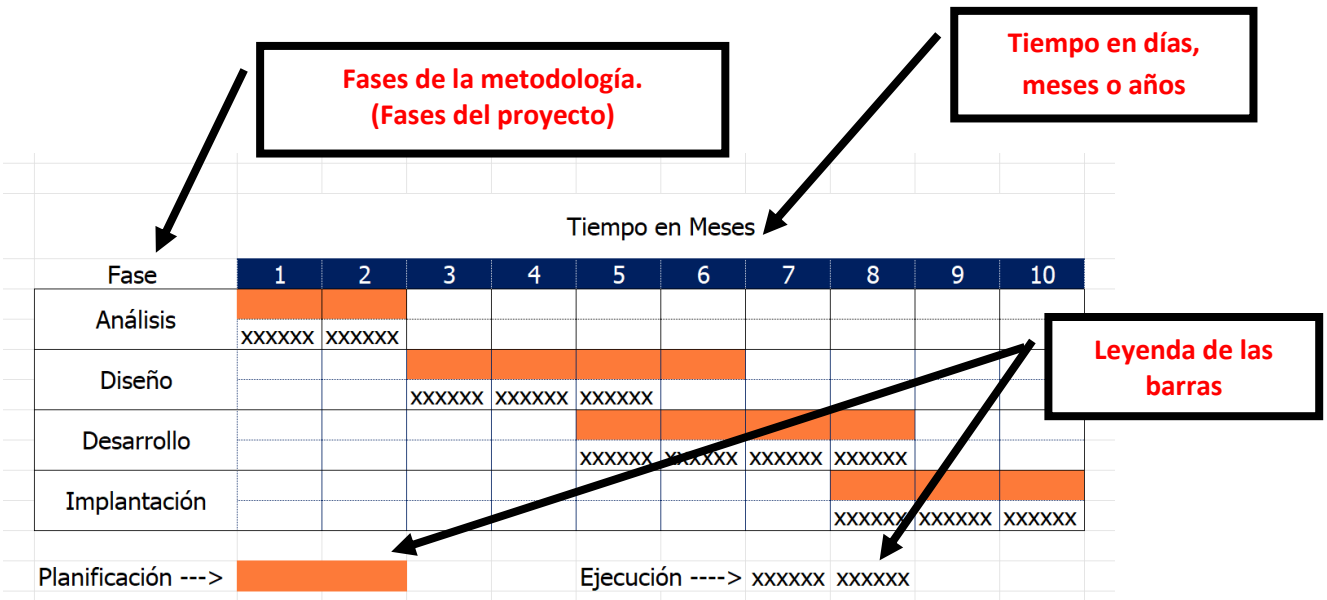 Fases de la metodología.
(Fases del proyecto)
Tiempo en días,
meses o años
Tiempo en Meses
Fase 1 2 3 4 5 6 7 8 9 10
Análisis
xxxxxx xxxxxx
Diseño
xxxxxx xxxxxx xxxxxx
Desarrollo
xxxxxx xxxxxx xxxxxx xxxxxx
Implantación
xxxxxx xxxxxx xxxxxx
Leyenda de las
barras
Planificación ---> Ejecución ----> xxxxxx xxxxxx